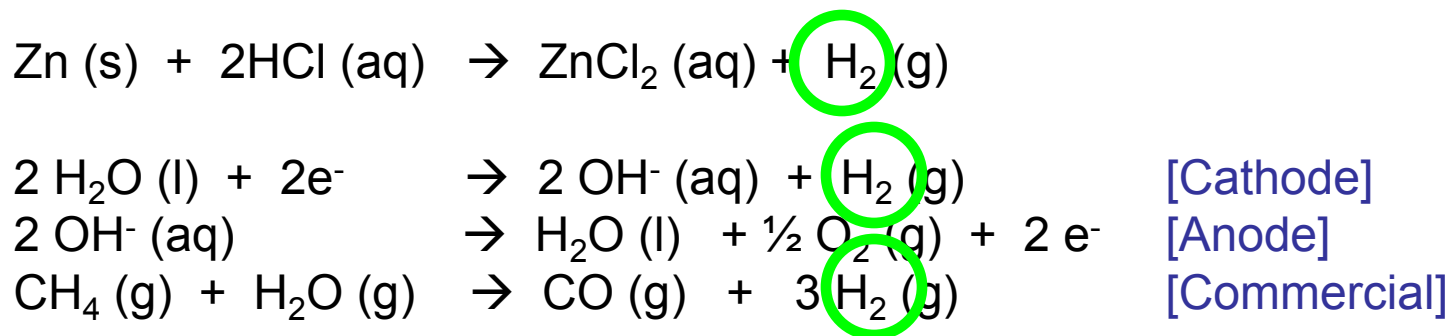 Zn (s) + 2HCl (aq) → ZnCl₂ (aq) + H₂ (g)
2 H₂O (l) + 2e⁻ → 2 OH⁻ (aq) + H₂ (g) [Cathode]
2 OH⁻ (aq) → H₂O (l) + ½ O₂ (g) + 2 e⁻ [Anode]
CH₄ (g) + H₂O (g) → CO (g) + 3 H₂ (g) [Commercial]